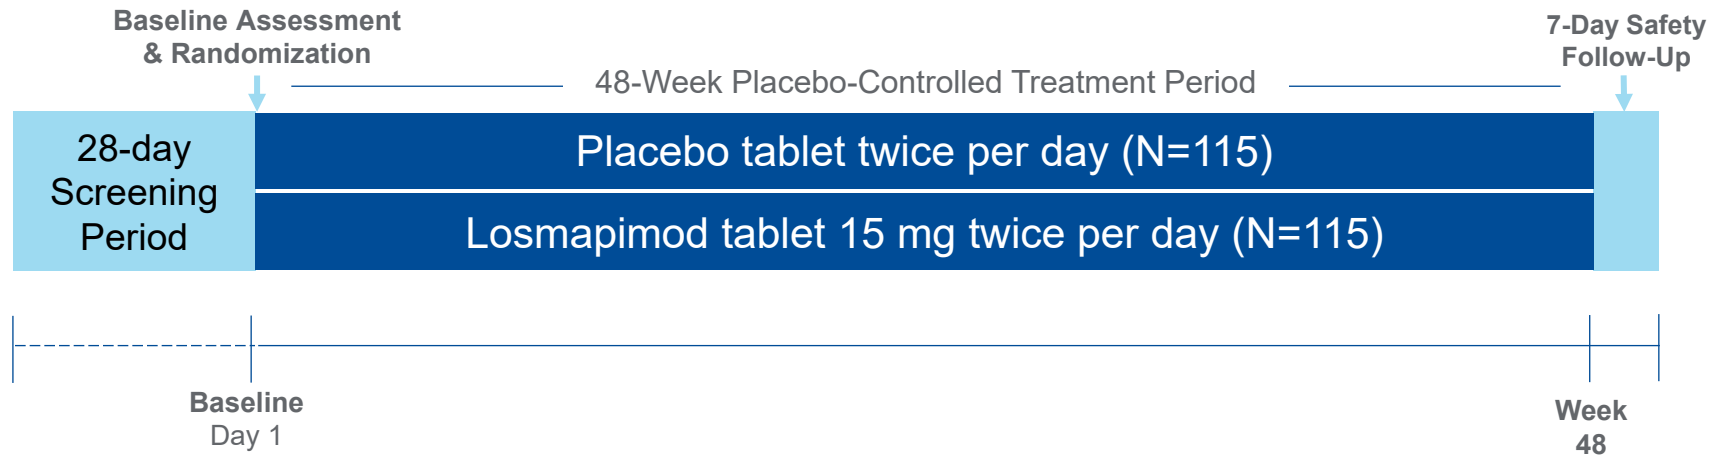 Baseline Assessment
& Randomization
7-Day Safety
Follow-Up
48-Week Placebo-Controlled Treatment Period
28-day
Screening
Period
Placebo tablet twice per day (N=115)
Losmapimod tablet 15 mg twice per day (N=115)
Baseline
Day 1
Week
48